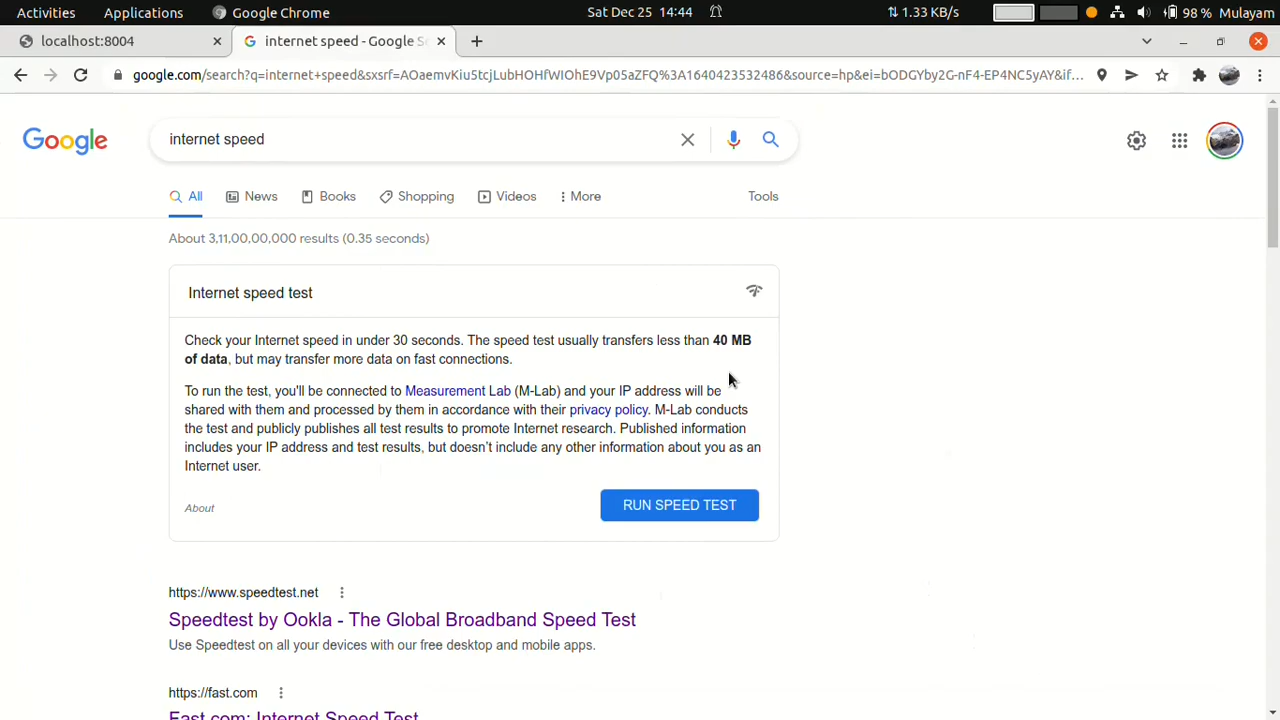 Activities Applications Google Chrome Sat Dec 25 14:44 1.33 KB/s 98 % Mulayam
localhost:8004 internet speed - Google S
google.com/search?q=internet+speed&sxsrf=AOaemvKiu5tcjLubHOHfWIOhE9Vp05aZFQ%3A1640423532486&source=hp&ei=bODGYby2G-nF4-EP4NC5yAY&if...
Google internet speed
All News Books Shopping Videos More Tools
About 3,11,00,00,000 results (0.35 seconds)
Internet speed test
Check your Internet speed in under 30 seconds. The speed test usually transfers less than 40 MB
of data, but may transfer more data on fast connections.
To run the test, you'll be connected to Measurement Lab (M-Lab) and your IP address will be
shared with them and processed by them in accordance with their privacy policy. M-Lab conducts
the test and publicly publishes all test results to promote Internet research. Published information
includes your IP address and test results, but doesn't include any other information about you as an
Internet user.
About RUN SPEED TEST
https://www.speedtest.net
Speedtest by Ookla - The Global Broadband Speed Test
Use Speedtest on all your devices with our free desktop and mobile apps.
https://fast.com
Fast.com: Internet Speed Test